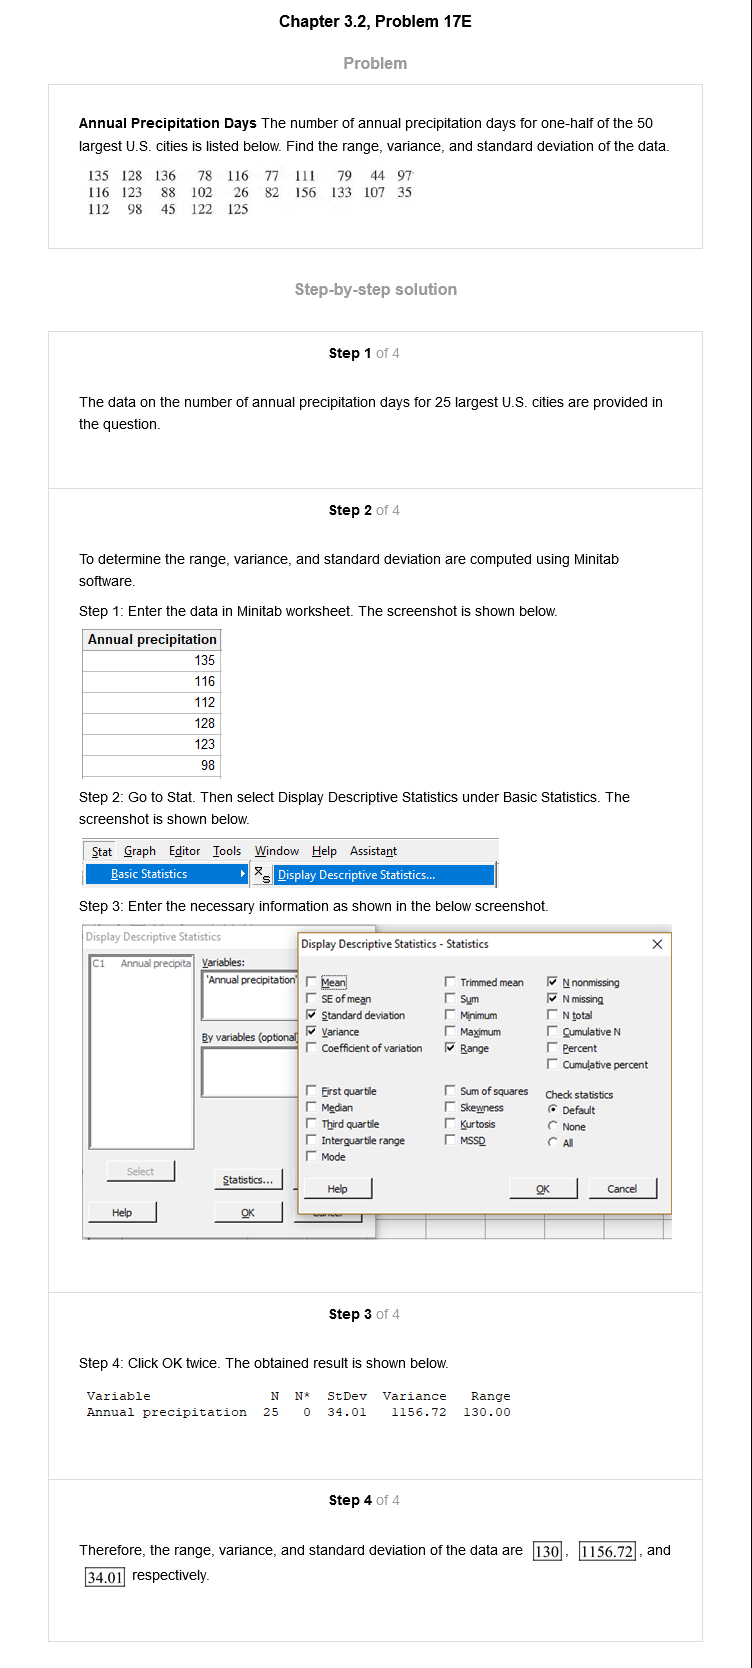 Chapter 3.2, Problem 17E
Problem
Annual Precipitation Days The number of annual precipitation days for one-half of the 50
largest U.S. cities is listed below. Find the range, variance, and standard deviation of the data.
135 128 136 78 116 77 111 79 44 97
116 123 88 102 26 82 156 133 107 35
112 98 45 122 125
Step-by-step solution
Step 1 of 4
The data on the number of annual precipitation days for 25 largest U.S. cities are provided in
the question.
Step 2 of 4
To determine the range, variance, and standard deviation are computed using Minitab
software.
Step 1: Enter the data in Minitab worksheet. The screenshot is shown below.
Annual precipitation
135
116
112
128
123
98
Step 2: Go to Stat. Then select Display Descriptive Statistics under Basic Statistics. The
screenshot is shown below.
Stat Graph Editor Tools Window Help Assistant
Basic Statistics Display Descriptive Statistics...
Step 3: Enter the necessary information as shown in the below screenshot.
Display Descriptive Statistics
C1 Annual precipita
Variables:
'Annual precipitation'
By variables (optional
Select
Statistics...
Help
OK
Display Descriptive Statistics - Statistics
Mean Trimmed mean N nonmissing
SE of mean Sum N missing
Standard deviation Minimum N total
Variance Maximum Cumulative N
Coefficient of variation Range Percent
Cumulative percent
First quartile Sum of squares Check statistics
Median Skewness Default
Third quartile Kurtosis None
Interquartile range MSSD All
Mode
Help OK Cancel
Step 3 of 4
Step 4: Click OK twice. The obtained result is shown below.
Variable N N* StDev Variance Range
Annual precipitation 25 0 34.01 1156.72 130.00
Step 4 of 4
Therefore, the range, variance, and standard deviation of the data are 130, 1156.72, and
34.01 respectively.